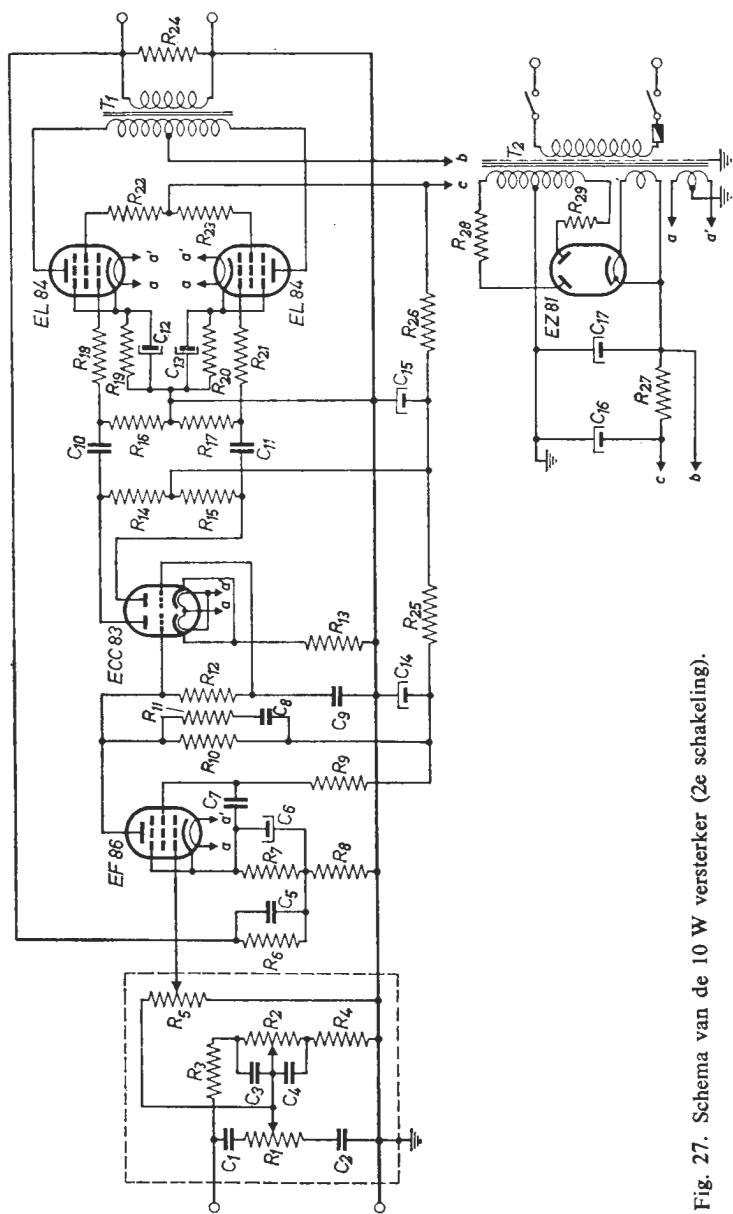 R24
T1
R22
R23
EL 84
a'
a
a'
a
EL 84
R18
R19
C12
C13
R20
R21
C10
R16
R17
C11
R14
R15
ECC 83
a
a'
R13
R12
R11
R10
C8
C9
C14
R25
C15
R26
c
b
EF 86
a
a'
C7
C6
R7
R8
R9
C5
R6
R5
R3
R2
C3
C4
R4
C1
R1
C2
T2
R28
R29
EZ 81
a
a'
C17
C16
R27
c
b
Fig. 27. Schema van de 10 W versterker (2e schakeling).